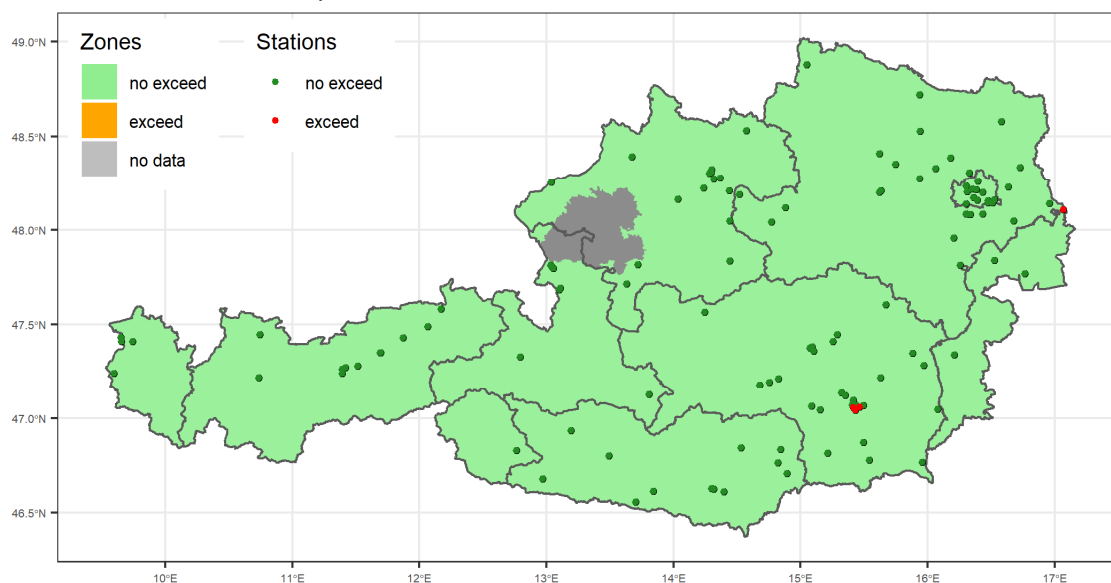 Zones
no exceed
exceed
no data
Stations
no exceed
exceed
49.0°N
48.5°N
48.0°N
47.5°N
47.0°N
46.5°N
10°E 11°E 12°E 13°E 14°E 15°E 16°E 17°E